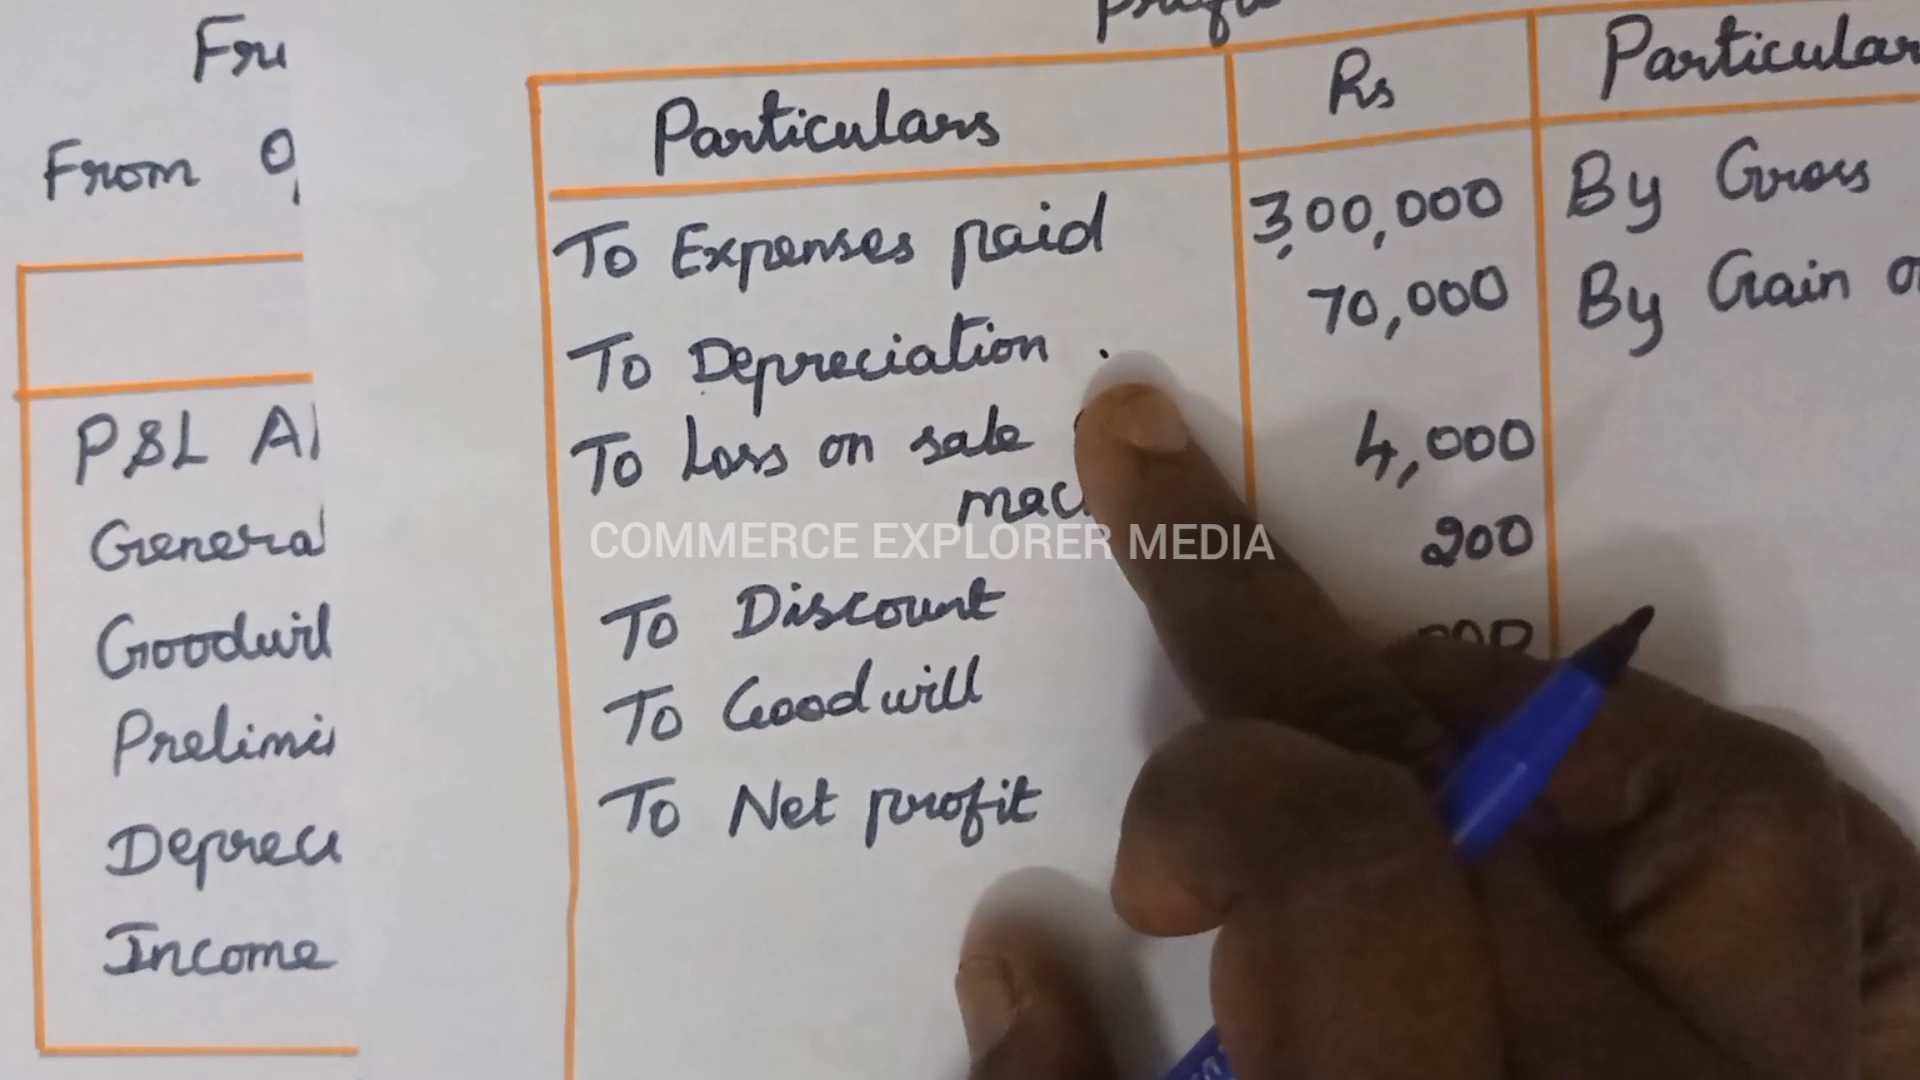 Fru
From
P&L A
General
Goodwill
Prelimi
Deprec
Income
Particulars Rs Particular
To Expenses paid 3,00,000 By Gross
To Depreciation 70,000 By Gain o
To Loss on sale 4,000
mac
200
To Discount
To Goodwill
To Net profit
COMMERCE EXPLORER MEDIA